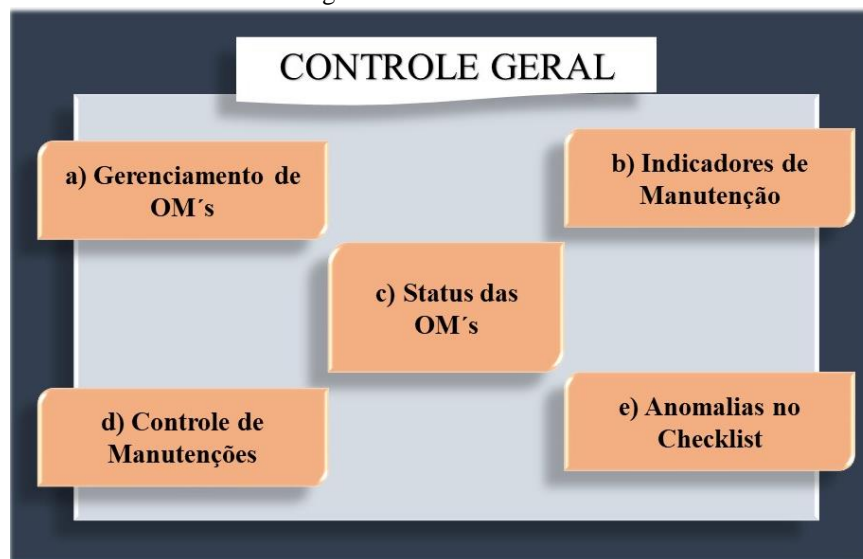 CONTROLE GERAL
a) Gerenciamento de
OM´s
b) Indicadores de
Manutenção
c) Status das
OM´s
d) Controle de
Manutenções
e) Anomalias no
Checklist